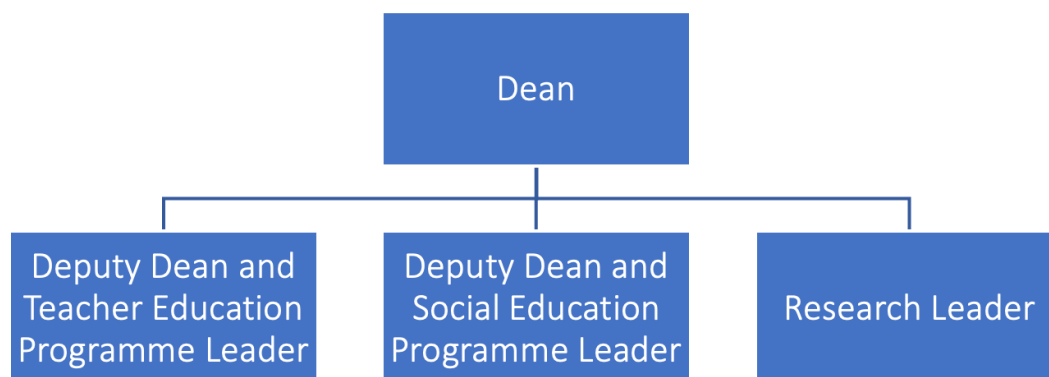 Dean
Deputy Dean and
Teacher Education
Programme Leader
Deputy Dean and
Social Education
Programme Leader
Research Leader